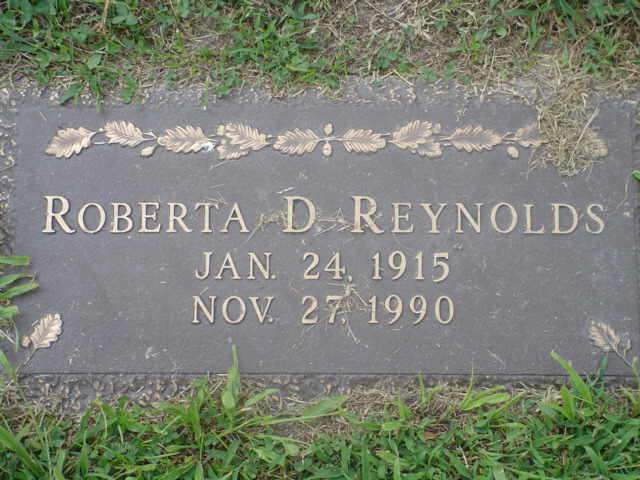 ROBERTA D REYNOLDS
JAN. 24, 1915
NOV. 27, 1990